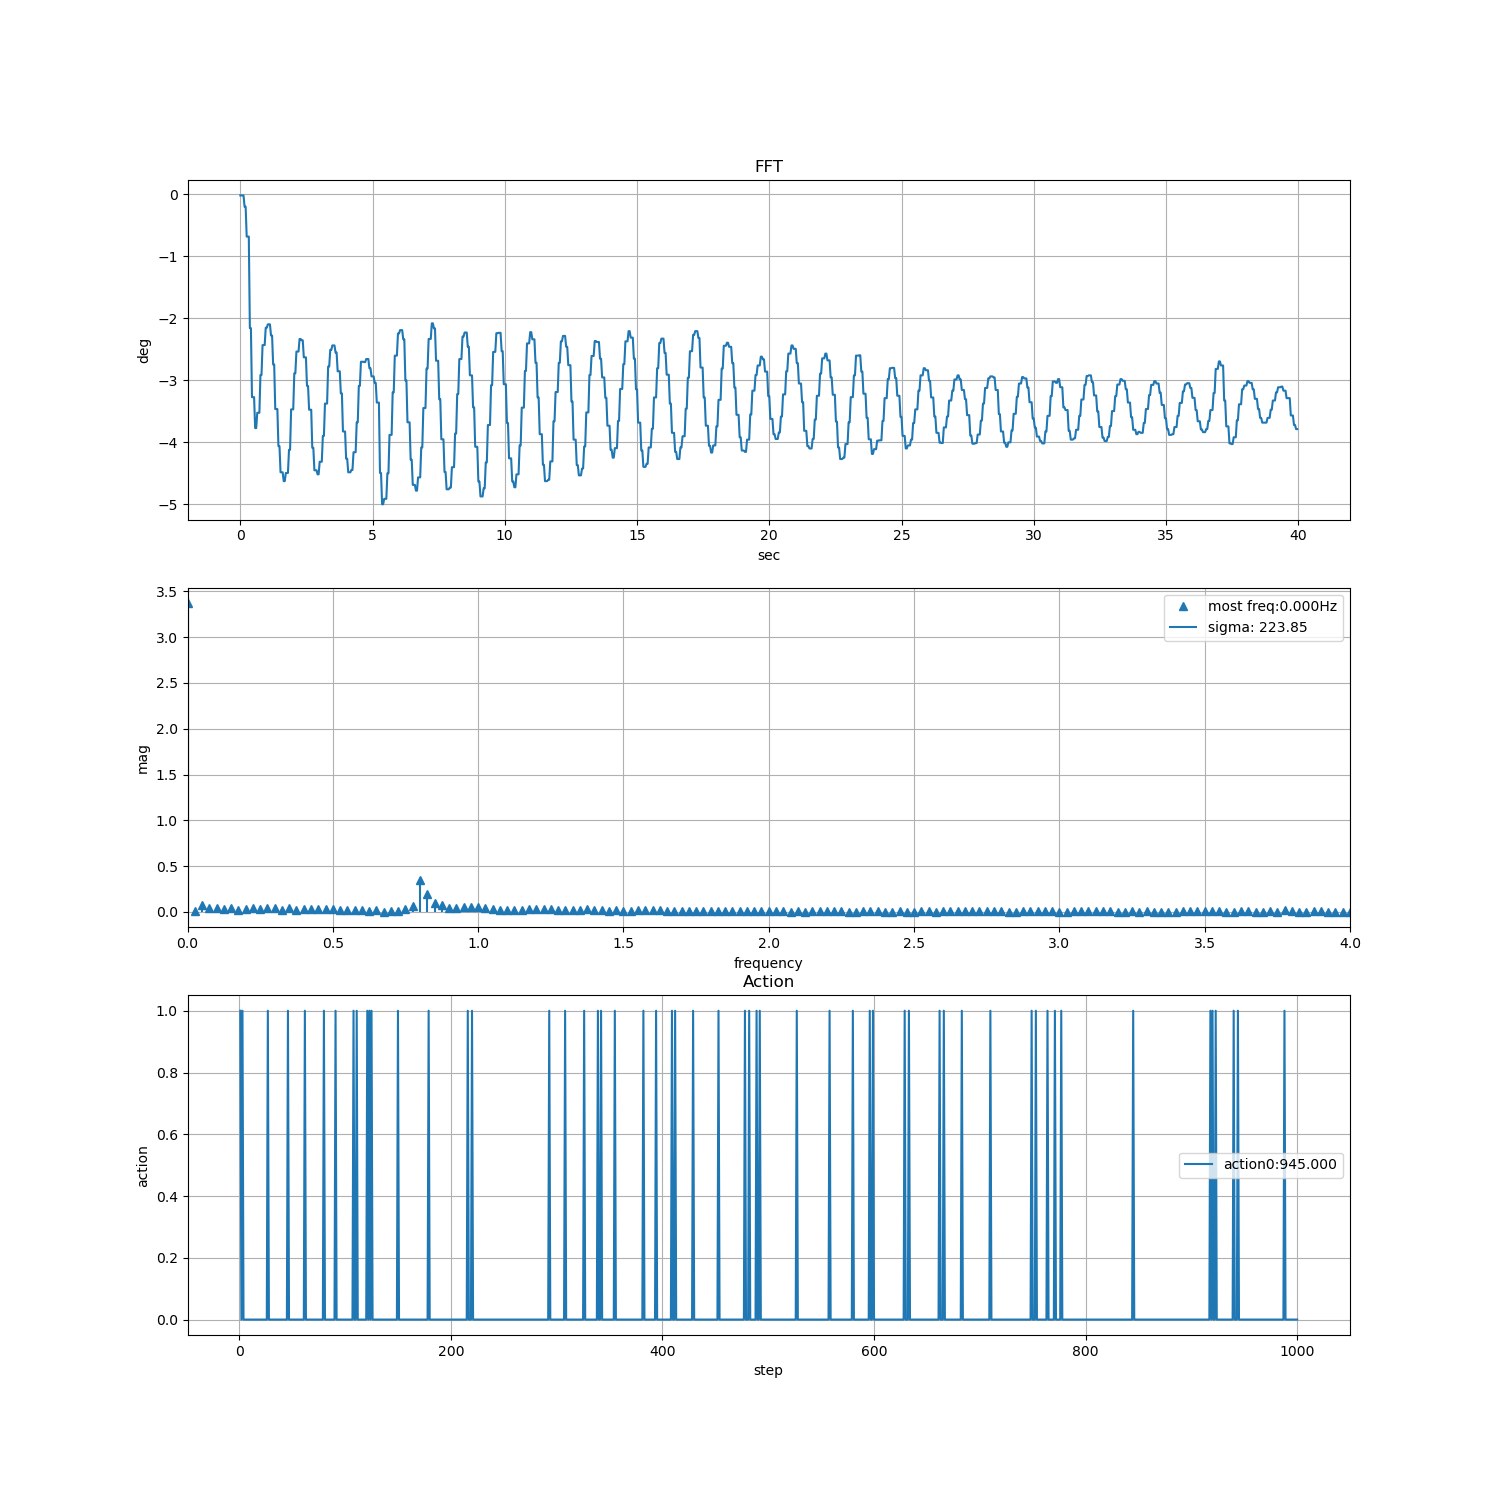 FFT
0
−1
−2
−3
−4
−5
deg
0 5 10 15 20 25 30 35 40
sec
3.5
3.0
2.5
2.0
1.5
1.0
0.5
0.0
mag
most freq:0.000Hz
sigma: 223.85
0.0 0.5 1.0 1.5 2.0 2.5 3.0 3.5 4.0
frequency
Action
1.0
0.8
0.6
0.4
0.2
0.0
action
action0:945.000
0 200 400 600 800 1000
step